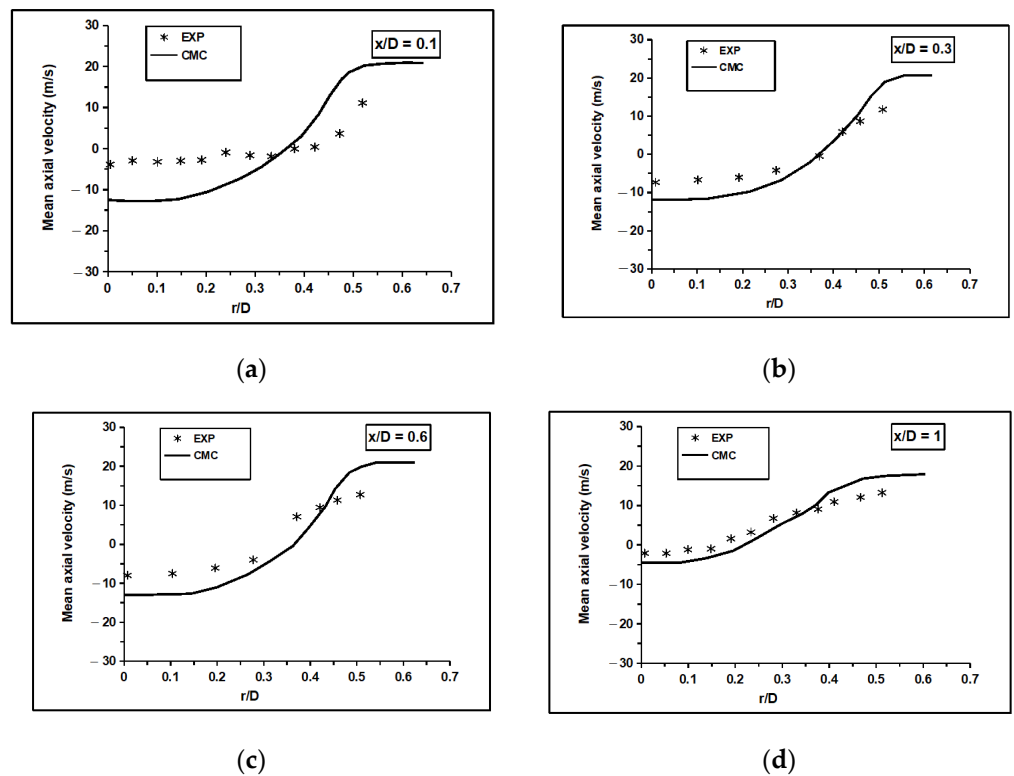 EXP
CMC
x/D = 0.1
Mean axial velocity (m/s)
30
20
10
0
−10
−20
−30
0 0.1 0.2 0.3 0.4 0.5 0.6 0.7
r/D
(a)
EXP
CMC
x/D = 0.3
Mean axial velocity (m/s)
30
20
10
0
−10
−20
−30
0 0.1 0.2 0.3 0.4 0.5 0.6 0.7
r/D
(b)
EXP
CMC
x/D = 0.6
Mean axial velocity (m/s)
30
20
10
0
−10
−20
−30
0 0.1 0.2 0.3 0.4 0.5 0.6 0.7
r/D
(c)
EXP
CMC
x/D = 1
Mean axial velocity (m/s)
30
20
10
0
−10
−20
−30
0 0.1 0.2 0.3 0.4 0.5 0.6 0.7
r/D
(d)